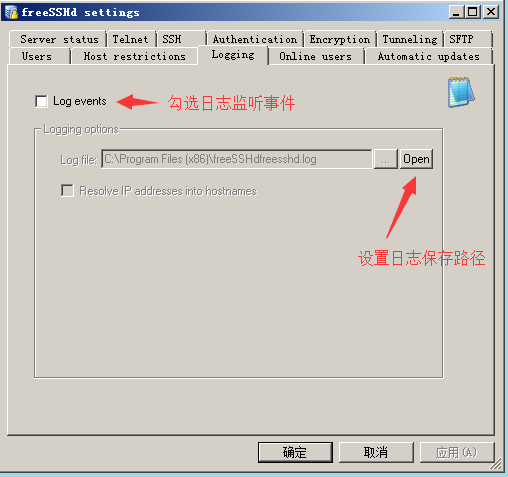 freeSSHd settings
Server status Telnet SSH Authentication Encryption Tunneling SFTP
Users Host restrictions Logging Online users Automatic updates
Log events 勾选日志监听事件
Logging options
Log file: C:\Program Files (x86)\freeSSHdfreesshd.log ... Open
Resolve IP addresses into hostnames
设置日志保存路径
确定 取消 应用(A)